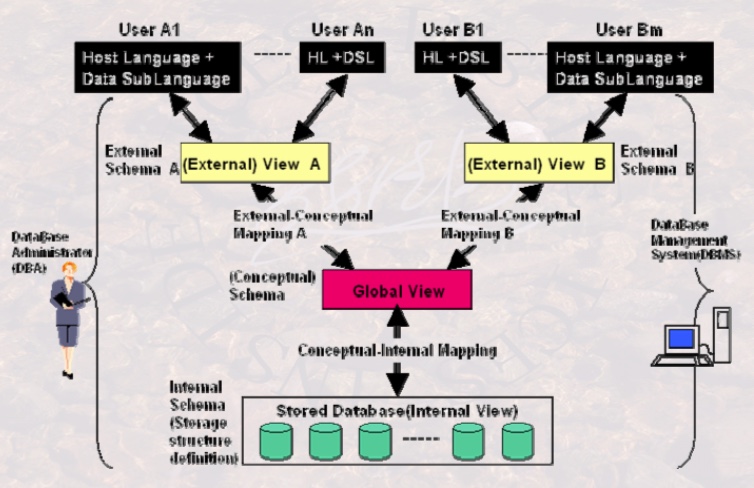 User A1
User An
User B1
User Bm
Host Language +
Data SubLanguage
-----
HL +DSL
HL +DSL
-----
Host Language +
Data SubLanguage
External
Schema A
(External) View A
(External) View B
External
Schema B
External-Conceptual
Mapping A
External-Conceptual
Mapping B
DataBase
Administrator
(DBA)
DataBase
Management
System(DBMS)
(Conceptual)
Schema
Global View
Conceptual-Internal Mapping
Internal
Schema
(Storage
structure
definition)
Stored Database(Internal View)
-----